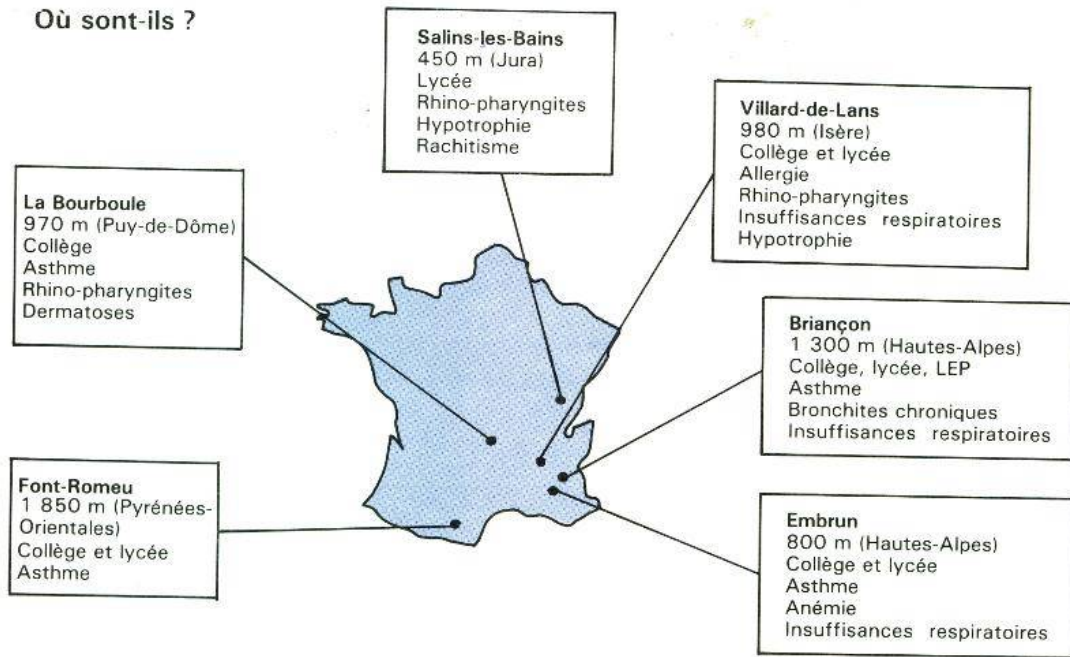 Où sont-ils ?
Salins-les-Bains
450 m (Jura)
Lycée
Rhino-pharyngites
Hypotrophie
Rachitisme
Villard-de-Lans
980 m (Isère)
Collège et lycée
Allergie
Rhino-pharyngites
Insuffisances respiratoires
Hypotrophie
La Bourboule
970 m (Puy-de-Dôme)
Collège
Asthme
Rhino-pharyngites
Dermatoses
Briançon
1 300 m (Hautes-Alpes)
Collège, lycée, LEP
Asthme
Bronchites chroniques
Insuffisances respiratoires
Font-Romeu
1 850 m (Pyrénées-
Orientales)
Collège et lycée
Asthme
Embrun
800 m (Hautes-Alpes)
Collège et lycée
Asthme
Anémie
Insuffisances respiratoires